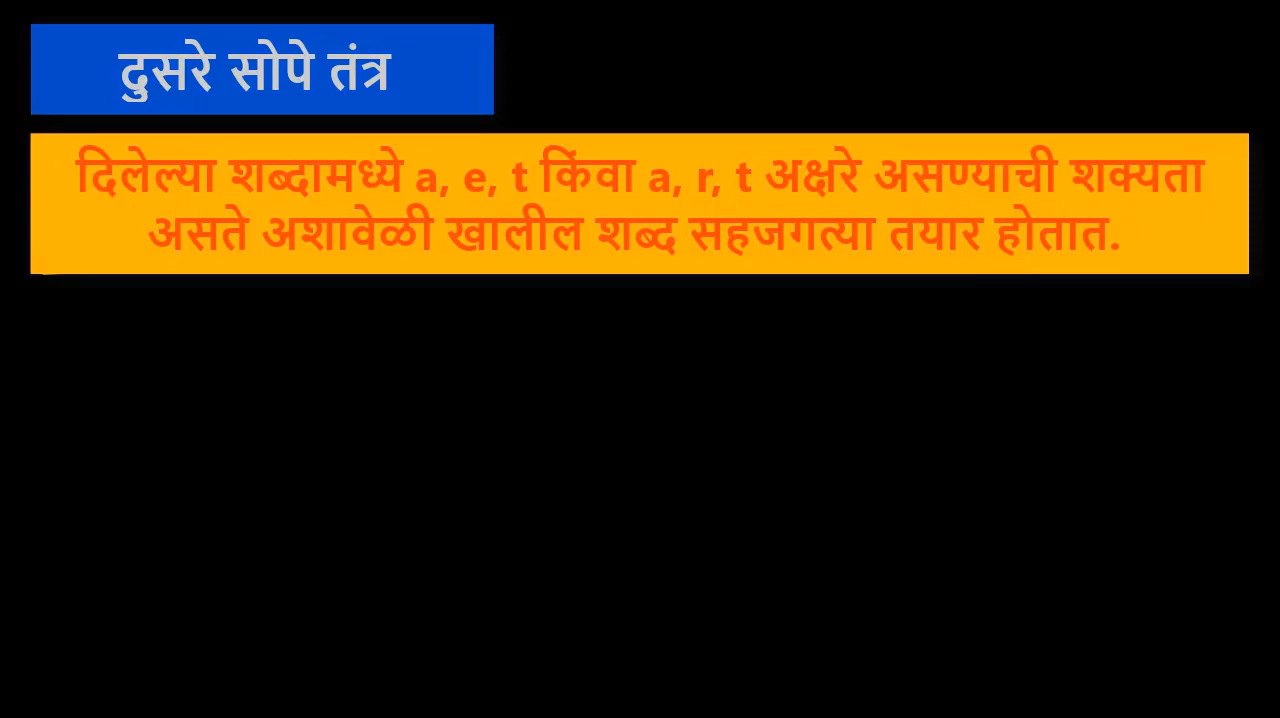 दुसरे सोपे तंत्र
दिलेल्या शब्दामध्ये a, e, t किंवा a, r, t अक्षरे असण्याची शक्यता
असते अशावेळी खालील शब्द सहजगत्या तयार होतात.